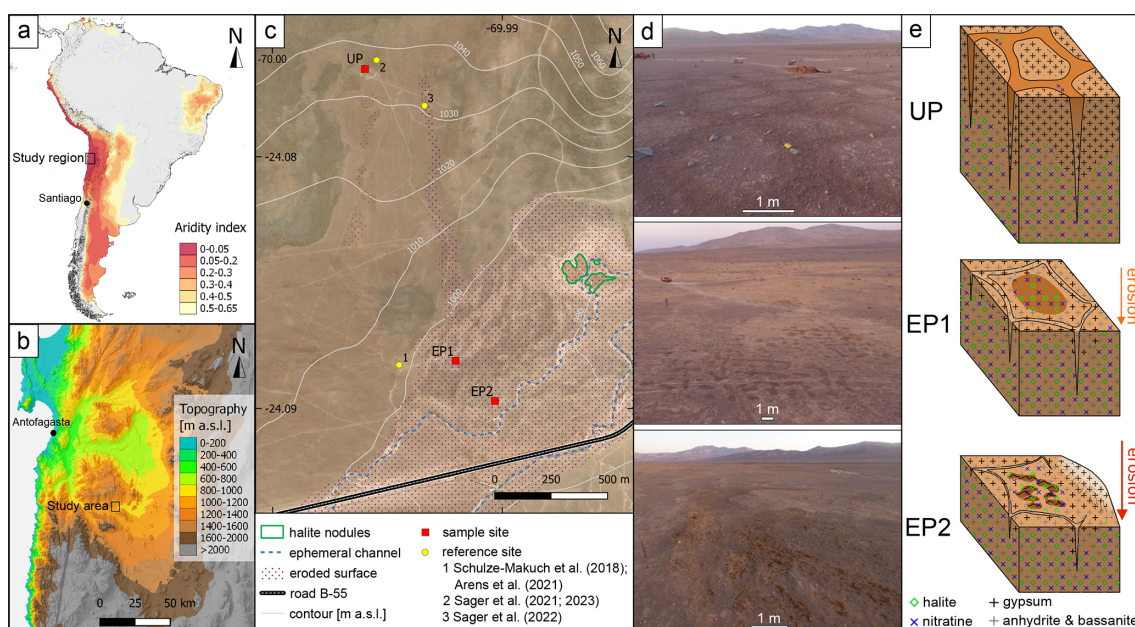 a
N
Study region
Santiago
Aridity index
0-0.05
0.05-0.2
0.2-0.3
0.3-0.4
0.4-0.5
0.5-0.65
b
N
Antofagasta
Topography
[m a.s.l.]
0-200
200-400
400-600
600-800
800-1000
1000-1200
1200-1400
1400-1600
1600-2000
>2000
Study area
0 25 50 km
c
-69.99
N
-70.00
UP
2
3
1040
1050
1060
1030
-24.08
1020
1010
1000
EP1
1
EP2
-24.09
0 250 500 m
halite nodules
ephemeral channel
eroded surface
road B-55
contour [m a.s.l.]
sample site
reference site
1 Schulze-Makuch et al. (2018);
Arens et al. (2021)
2 Sager et al. (2021; 2023)
3 Sager et al. (2022)
d
1 m
1 m
1 m
e
UP
EP1
erosion
EP2
erosion
halite
gypsum
nitratine
anhydrite & bassanite